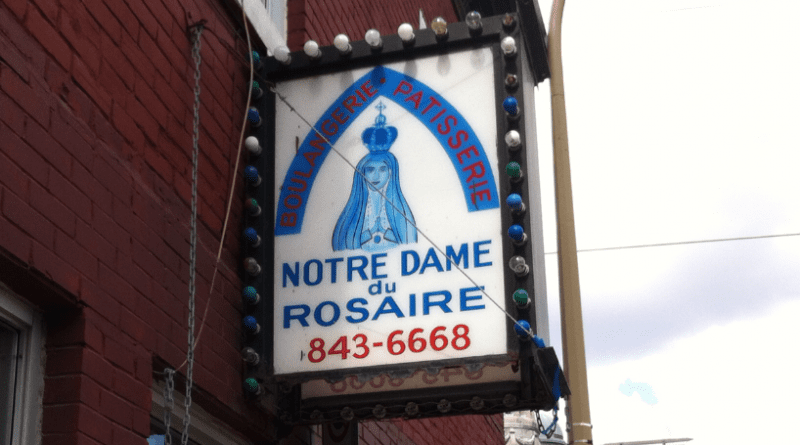 BOULANGERIE - PATISSERIE
NOTRE DAME
du
ROSAIRE
843-6668